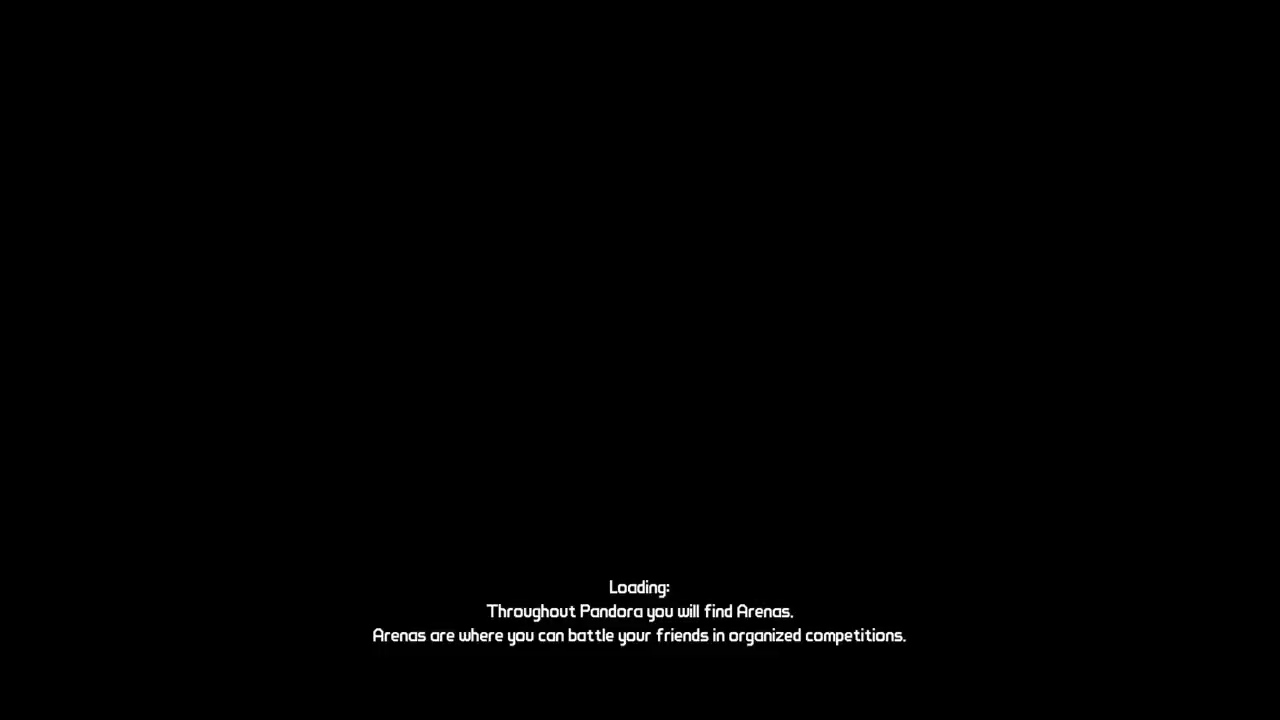 Loading:
Throughout Pandora you will find Arenas.
Arenas are where you can battle your friends in organized competitions.